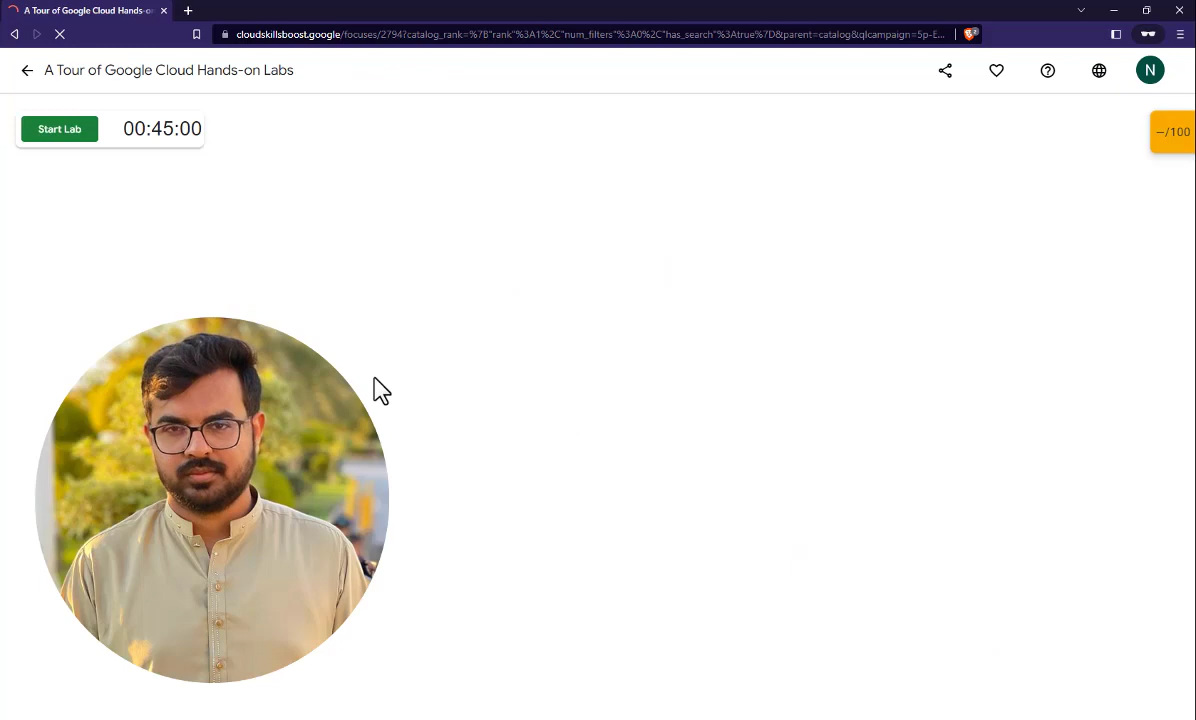 A Tour of Google Cloud Hands-o
cloudskillsboost.google/focuses/2794?catalog_rank=%7B"rank"%3A1%2C"num_filters"%3A0%2C"has_search"%3Atrue%7D&parent=catalog&qlcampaign=5p-E...
A Tour of Google Cloud Hands-on Labs
N
Start Lab
00:45:00
--/100